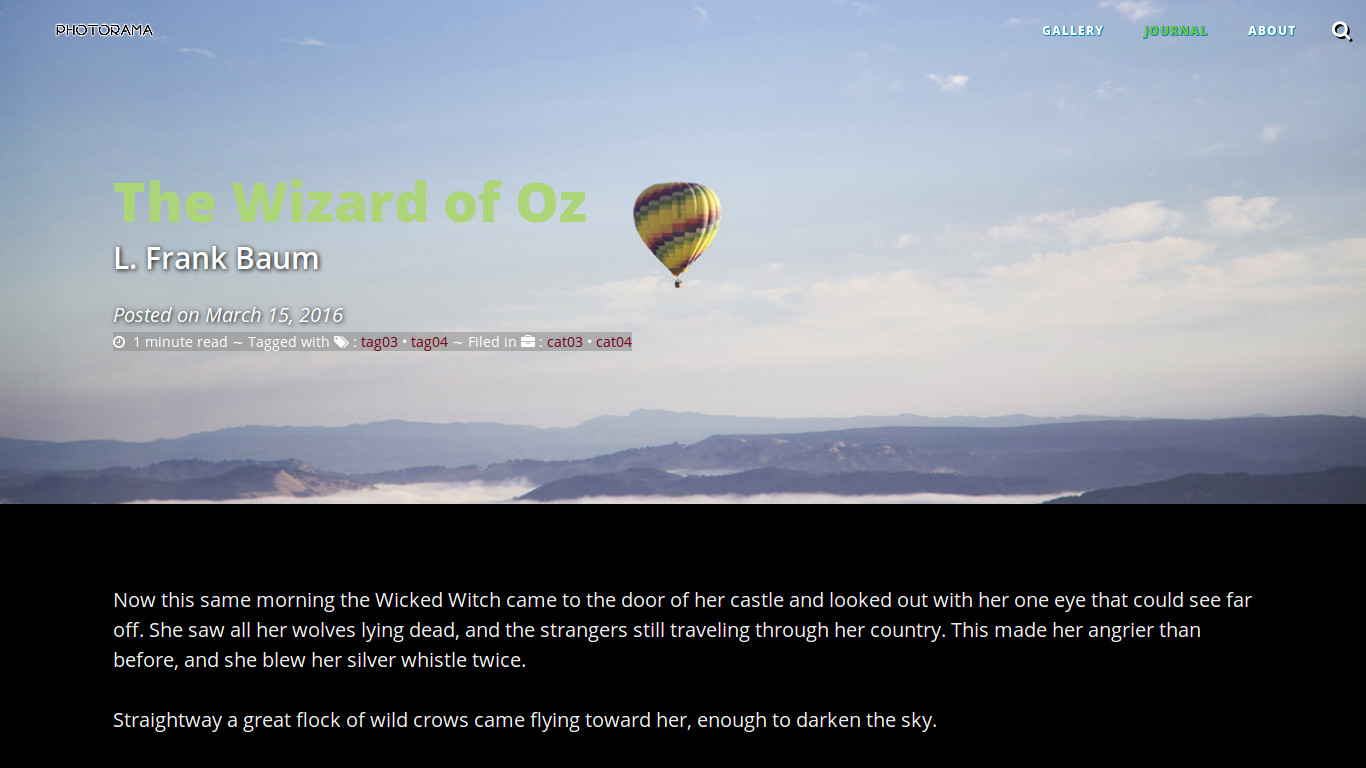 PHOTORAMA
GALLERY JOURNAL ABOUT
The Wizard of Oz
L. Frank Baum
Posted on March 15, 2016
1 minute read ~ Tagged with : tag03 • tag04 ~ Filed in : cat03 • cat04
Now this same morning the Wicked Witch came to the door of her castle and looked out with her one eye that could see far
off. She saw all her wolves lying dead, and the strangers still traveling through her country. This made her angrier than
before, and she blew her silver whistle twice.
Straightway a great flock of wild crows came flying toward her, enough to darken the sky.